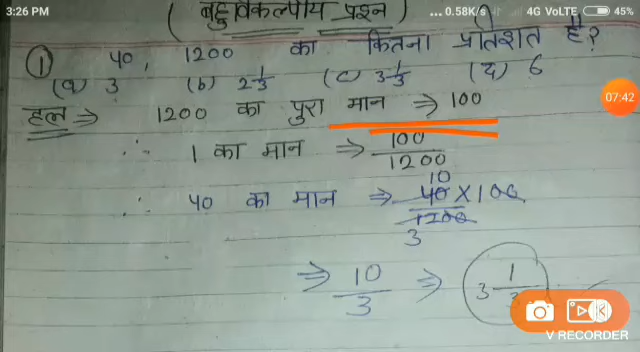 3:26 PM ... 0.58K/s 4G VoLTE 45%
( बहुविकल्पीय प्रश्न )
① 40, 1200 का कितना प्रतिशत है?
(a) 3 (b) 2 1/3 (c) 3 1/3 (द) 6
हल ⇒ 1200 का पुरा मान ⇒ 100
07:42
∴ 1 का मान ⇒ 100/1200
10
∴ 40 का मान ⇒ 40×100/1200
3
⇒ 10/3 ⇒ 3 1/3
V RECORDER